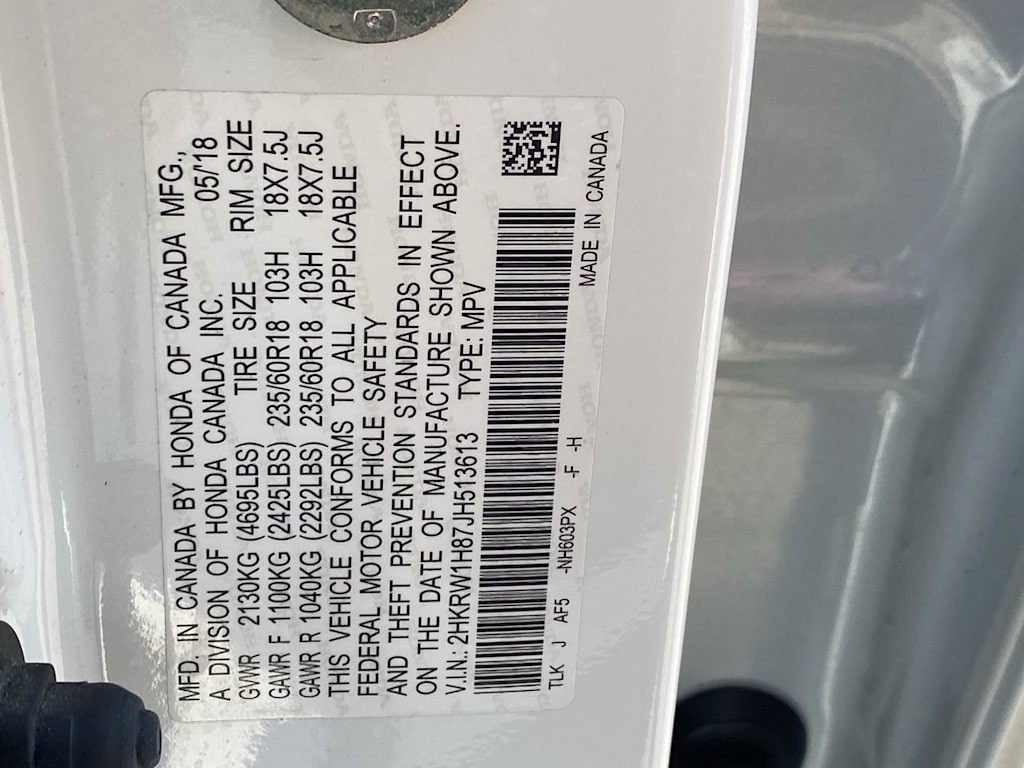 MFD. IN CANADA BY HONDA OF CANADA MFG.,
A DIVISION OF HONDA CANADA INC. 05/'18
GVWR 2130KG (4695LBS) TIRE SIZE RIM SIZE
GAWR F 1100KG (2425LBS) 235/60R18 103H 18X7.5J
GAWR R 1040KG (2292LBS) 235/60R18 103H 18X7.5J
THIS VEHICLE CONFORMS TO ALL APPLICABLE
FEDERAL MOTOR VEHICLE SAFETY
AND THEFT PREVENTION STANDARDS IN EFFECT
ON THE DATE OF MANUFACTURE SHOWN ABOVE.
V.I.N.: 2HKRW1H87JH513613 TYPE: MPV
TLK J AF5 -NH603PX -F -H
MADE IN CANADA